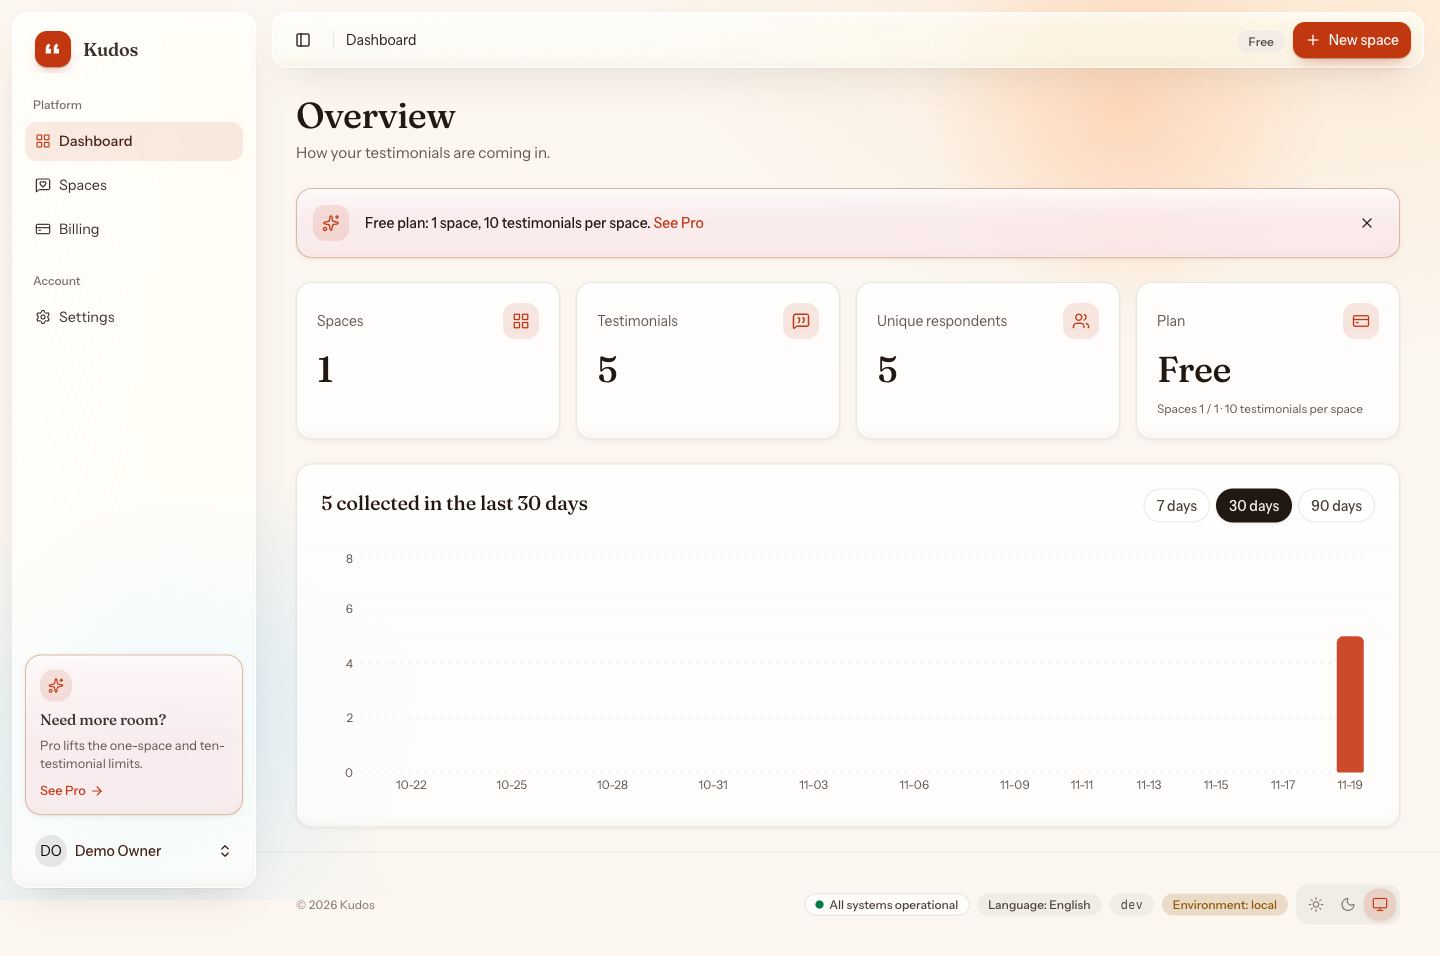 Kudos
Platform
Dashboard
Spaces
Billing
Account
Settings
Need more room?
Pro lifts the one-space and ten-
testimonial limits.
See Pro
DO Demo Owner
Dashboard
Free
New space
Overview
How your testimonials are coming in.
Free plan: 1 space, 10 testimonials per space. See Pro
Spaces
1
Testimonials
5
Unique respondents
5
Plan
Free
Spaces 1 / 1 · 10 testimonials per space
5 collected in the last 30 days
7 days
30 days
90 days
8
6
4
2
0
10-22 10-25 10-28 10-31 11-03 11-06 11-09 11-11 11-13 11-15 11-17 11-19
© 2026 Kudos
All systems operational
Language: English
dev
Environment: local